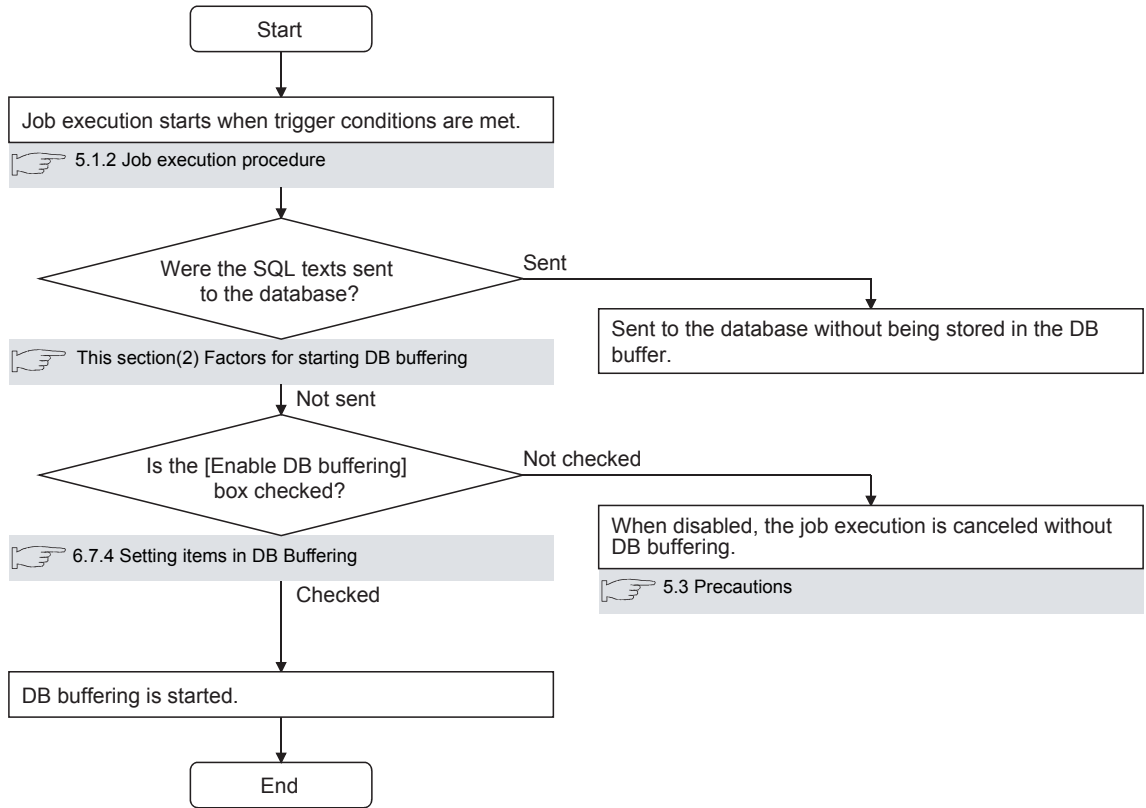 Start
Job execution starts when trigger conditions are met.
5.1.2 Job execution procedure
Were the SQL texts sent
to the database?
Sent
Sent to the database without being stored in the DB
buffer.
This section(2) Factors for starting DB buffering
Not sent
Is the [Enable DB buffering]
box checked?
Not checked
When disabled, the job execution is canceled without
DB buffering.
5.3 Precautions
6.7.4 Setting items in DB Buffering
Checked
DB buffering is started.
End